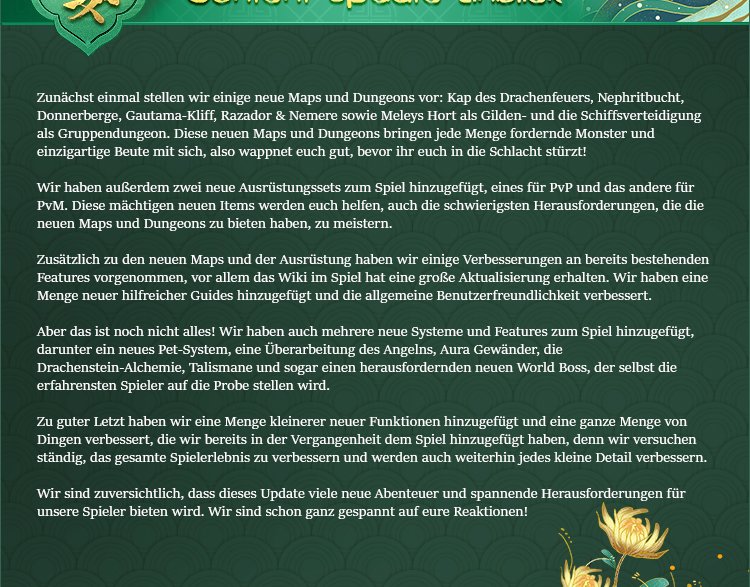 Content Update Einblick
Zunächst einmal stellen wir einige neue Maps und Dungeons vor: Kap des Drachenfeuers, Nephritbucht,
Donnerberge, Gautama-Kliff, Razador & Nemere sowie Meleys Hort als Gilden- und die Schiffsverteidigung
als Gruppendungeon. Diese neuen Maps und Dungeons bringen jede Menge fordernde Monster und
einzigartige Beute mit sich, also wappnet euch gut, bevor ihr euch in die Schlacht stürzt!
Wir haben außerdem zwei neue Ausrüstungssets zum Spiel hinzugefügt, eines für PvP und das andere für
PvM. Diese mächtigen neuen Items werden euch helfen, auch die schwierigsten Herausforderungen, die die
neuen Maps und Dungeons zu bieten haben, zu meistern.
Zusätzlich zu den neuen Maps und der Ausrüstung haben wir einige Verbesserungen an bereits bestehenden
Features vorgenommen, vor allem das Wiki im Spiel hat eine große Aktualisierung erhalten. Wir haben eine
Menge neuer hilfreicher Guides hinzugefügt und die allgemeine Benutzerfreundlichkeit verbessert.
Aber das ist noch nicht alles! Wir haben auch mehrere neue Systeme und Features zum Spiel hinzugefügt,
darunter ein neues Pet-System, eine Überarbeitung des Angelns, Aura Gewänder, die
Drachenstein-Alchemie, Talismane und sogar einen herausfordernden neuen World Boss, der selbst die
erfahrensten Spieler auf die Probe stellen wird.
Zu guter Letzt haben wir eine Menge kleinerer neuer Funktionen hinzugefügt und eine ganze Menge von
Dingen verbessert, die wir bereits in der Vergangenheit dem Spiel hinzugefügt haben, denn wir versuchen
ständig, das gesamte Spielerlebnis zu verbessern und werden auch weiterhin jedes kleine Detail verbessern.
Wir sind zuversichtlich, dass dieses Update viele neue Abenteuer und spannende Herausforderungen für
unsere Spieler bieten wird. Wir sind schon ganz gespannt auf eure Reaktionen!